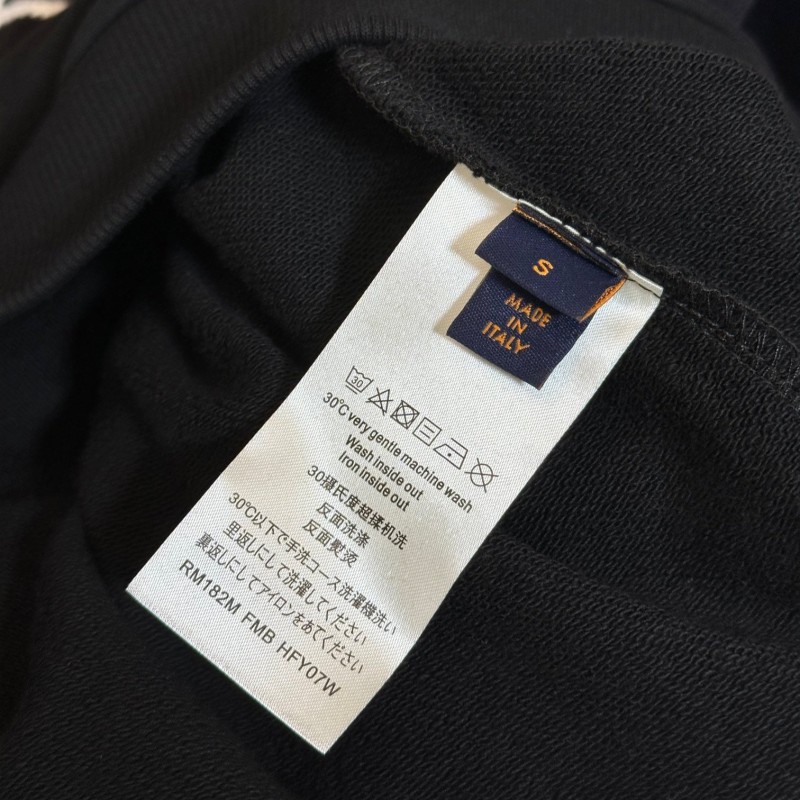 S
MADE
IN
ITALY
30
30℃ very gentle machine wash
Wash inside out
Iron inside out
30摄氏度超揉机洗
反面洗涤
反面熨烫
30℃以下で手洗コース洗濯機洗い
里返しにして洗濯してください
裏返しにしてアイロンをあてください
RM182M FMB HFY07W